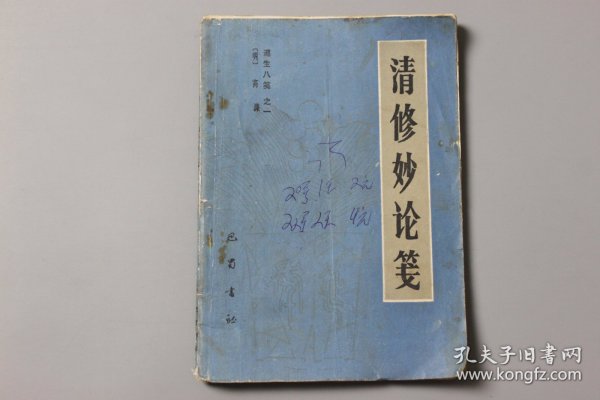 清修妙论笺
遵生八笺 之一
〔明〕高濂
巴蜀书社
孔夫子旧书网
www.kongfz.com